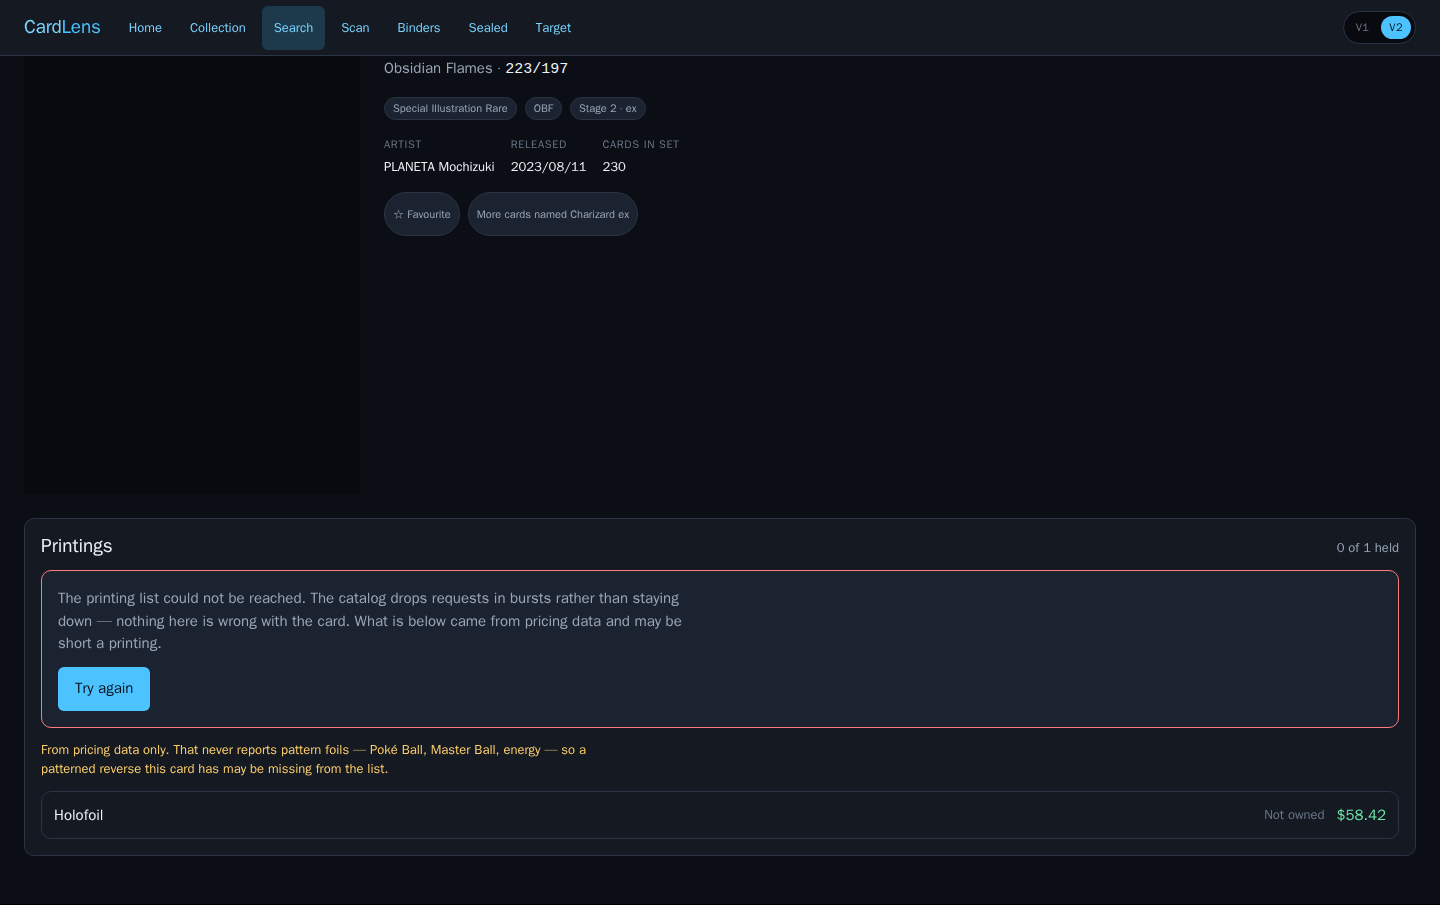 CardLens Home Collection Search Scan Binders Sealed Target V1 V2
Obsidian Flames · 223/197
Special Illustration Rare OBF Stage 2 · ex
ARTIST RELEASED CARDS IN SET
PLANETA Mochizuki 2023/08/11 230
☆ Favourite More cards named Charizard ex
Printings 0 of 1 held
The printing list could not be reached. The catalog drops requests in bursts rather than staying
down — nothing here is wrong with the card. What is below came from pricing data and may be
short a printing.
Try again
From pricing data only. That never reports pattern foils — Poké Ball, Master Ball, energy — so a
patterned reverse this card has may be missing from the list.
Holofoil Not owned $58.42